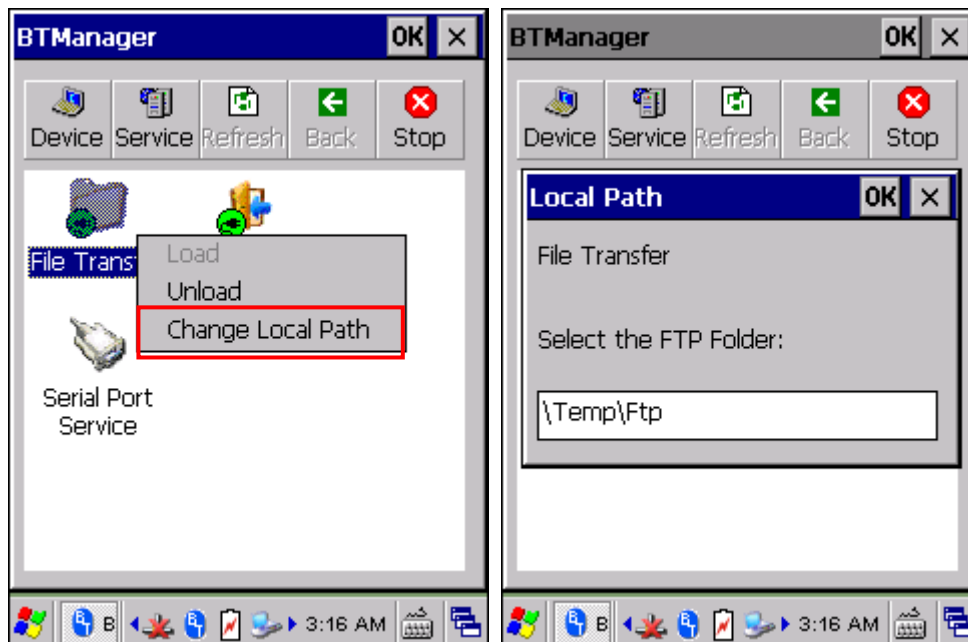 BTManager OK
Device Service Refresh Back Stop
File Trans
Load
Unload
Change Local Path
Serial Port
Service
B 3:16 AM
BTManager OK
Device Service Refresh Back Stop
Local Path OK
File Transfer
Select the FTP Folder:
\Temp\Ftp
B 3:16 AM